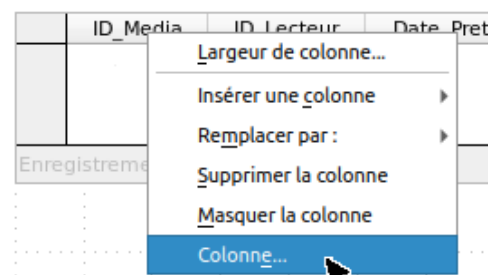 ID_Media ID_Lecteur Date_Pret
Largeur de colonne...
Insérer une colonne
Remplacer par :
Enregistreme
Supprimer la colonne
Masquer la colonne
Colonne...